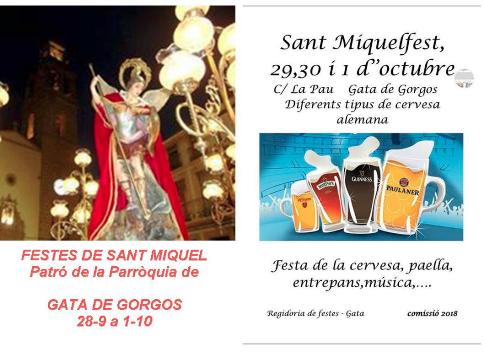 FESTES DE SANT MIQUEL
Patró de la Parròquia de
GATA DE GORGOS
28-9 a 1-10
Sant Miquelfest,
29,30 i 1 d'octubre
C/ La Pau Gata de Gorgos
Diferents tipus de cervesa
alemana
GUINNESS
PAULANER
Festa de la cervesa, paella,
entrepans,música,....
Regidoria de festes - Gata comissió 2018